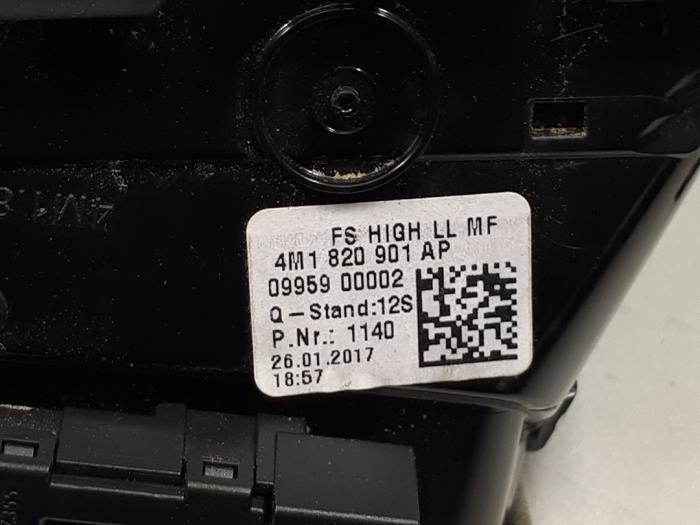 FS HIGH LL MF
4M1 820 901 AP
09959 00002
Q-Stand:12S
P.Nr.: 1140
26.01.2017
18:57